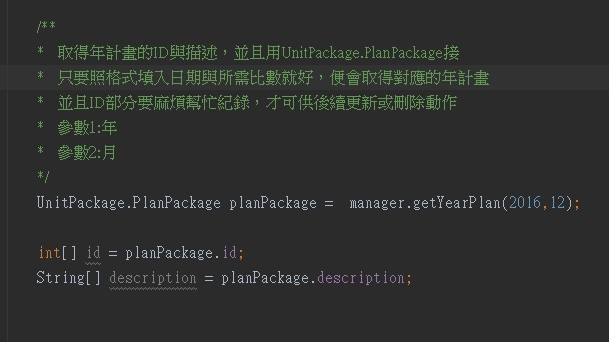 /**
* 取得年計畫的ID與描述，並且用UnitPackage.PlanPackage接
* 只要照格式填入日期與所需比數就好，便會取得對應的年計畫
* 並且ID部分要麻煩幫忙紀錄，才可供後續更新或刪除動作
* 參數1:年
* 參數2:月
*/
UnitPackage.PlanPackage planPackage = manager.getYearPlan(2016,12);
int[] id = planPackage.id;
String[] description = planPackage.description;